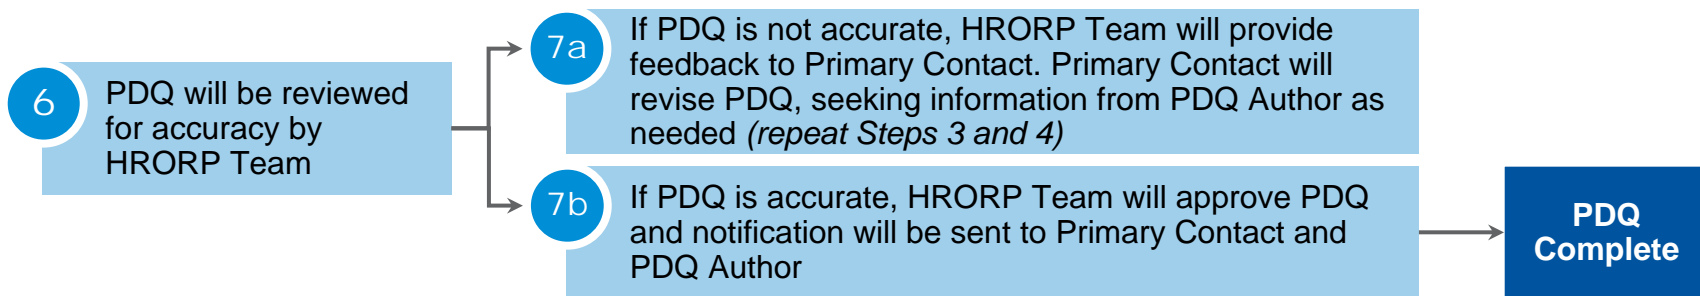 6
PDQ will be reviewed
for accuracy by
HRORP Team
7a
If PDQ is not accurate, HRORP Team will provide
feedback to Primary Contact. Primary Contact will
revise PDQ, seeking information from PDQ Author as
needed (repeat Steps 3 and 4)
7b
If PDQ is accurate, HRORP Team will approve PDQ
and notification will be sent to Primary Contact and
PDQ Author
PDQ
Complete